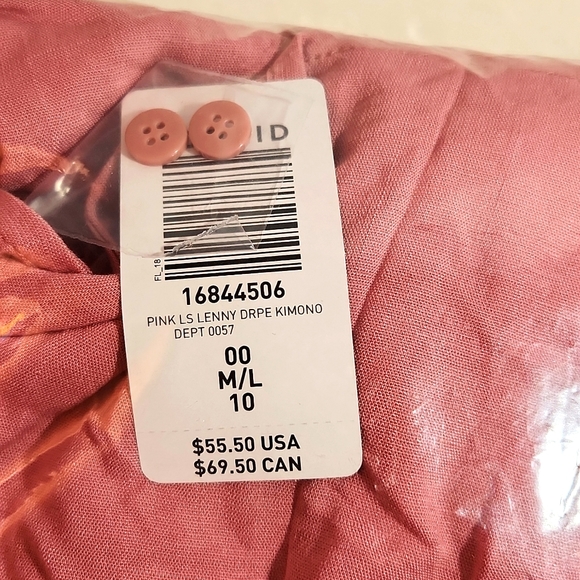 ID
FL_18
16844506
PINK LS LENNY DRPE KIMONO
DEPT 0057
00
M/L
10
$55.50 USA
$69.50 CAN